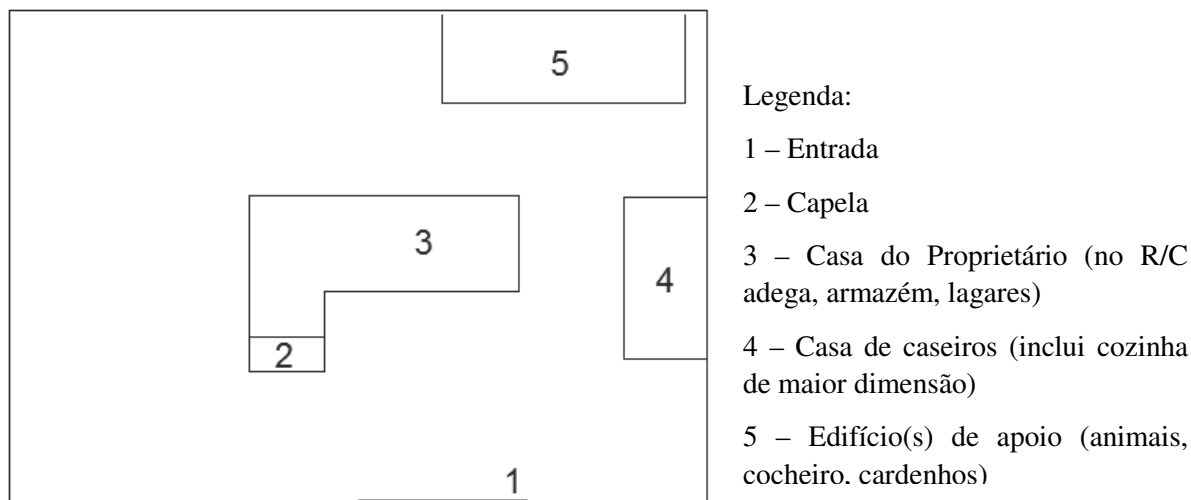 5
3
4
2
1
Legenda:
1 – Entrada
2 – Capela
3 – Casa do Proprietário (no R/C
adega, armazém, lagares)
4 – Casa de caseiros (inclui cozinha
de maior dimensão)
5 – Edifício(s) de apoio (animais,
cocheiro, cardenhos)